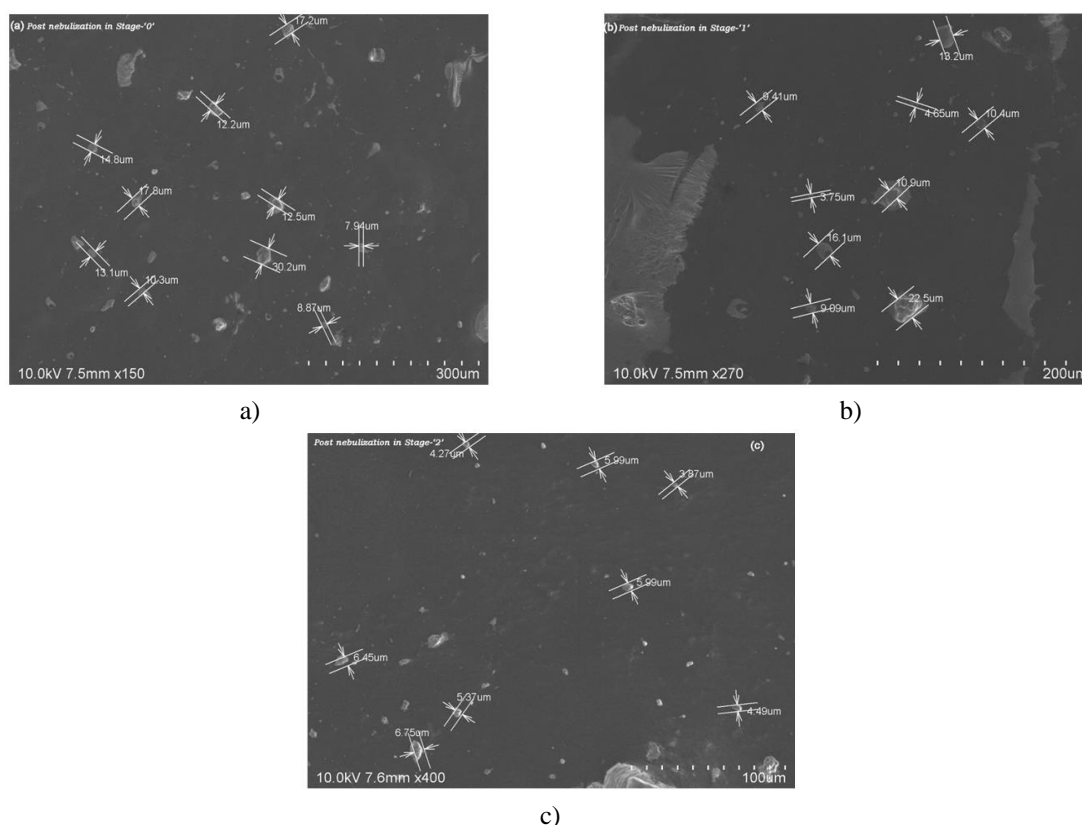 (a) Post nebulization in Stage-'0'
17.2um
12.2um
14.8um
17.8um
12.5um
7.94um
13.1um
30.2um
10.3um
8.87um
10.0kV 7.5mm x150
300um
a)
(b) Post nebulization in Stage-'1'
13.2um
9.41um
4.65um
10.4um
3.75um
10.9um
16.1um
9.09um
22.5um
10.0kV 7.5mm x270
200um
b)
Post nebulization in Stage-'2'
(c)
4.27um
5.99um
3.87um
5.99um
6.45um
5.37um
4.49um
6.75um
10.0kV 7.6mm x400
100um
c)